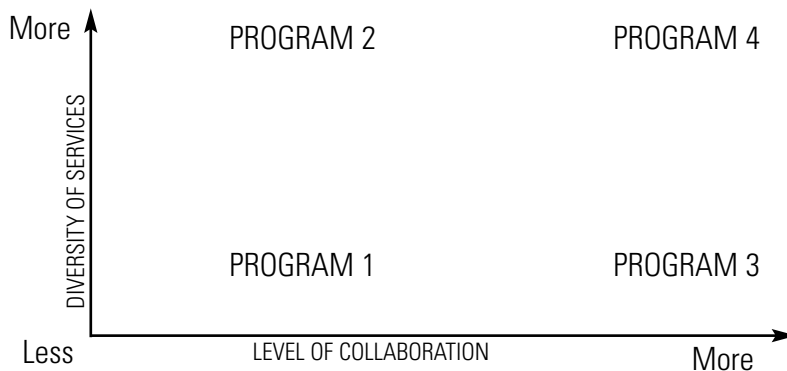 More
PROGRAM 2
PROGRAM 4
DIVERSITY OF SERVICES
PROGRAM 1
PROGRAM 3
Less
LEVEL OF COLLABORATION
More